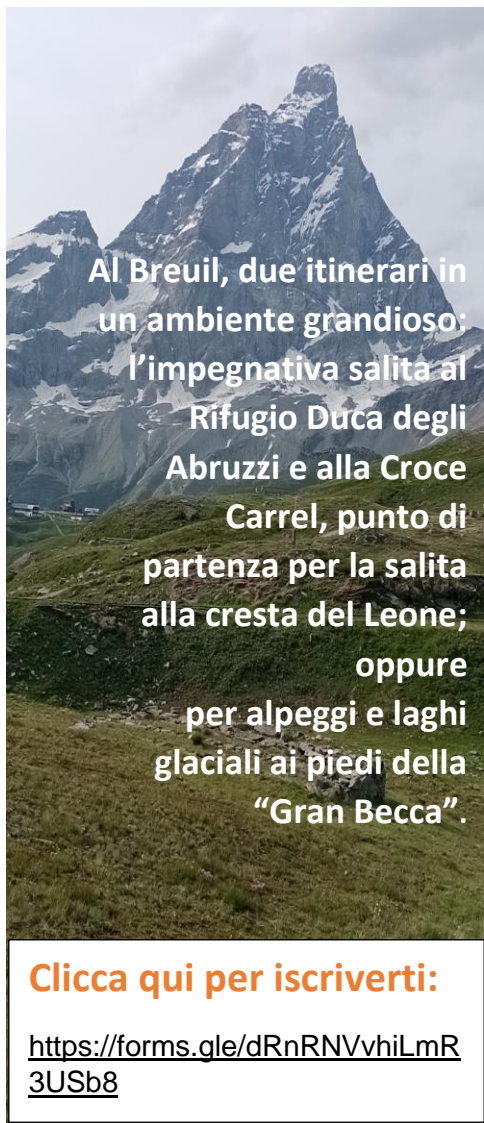 Al Breuil, due itinerari in
un ambiente grandioso:
l’impegnativa salita al
Rifugio Duca degli
Abruzzi e alla Croce
Carrel, punto di
partenza per la salita
alla cresta del Leone;
oppure
per alpeggi e laghi
glaciali ai piedi della
“Gran Becca”.
Clicca qui per iscriverti:
https://forms.gle/dRnRNVvhiLmR
3USb8